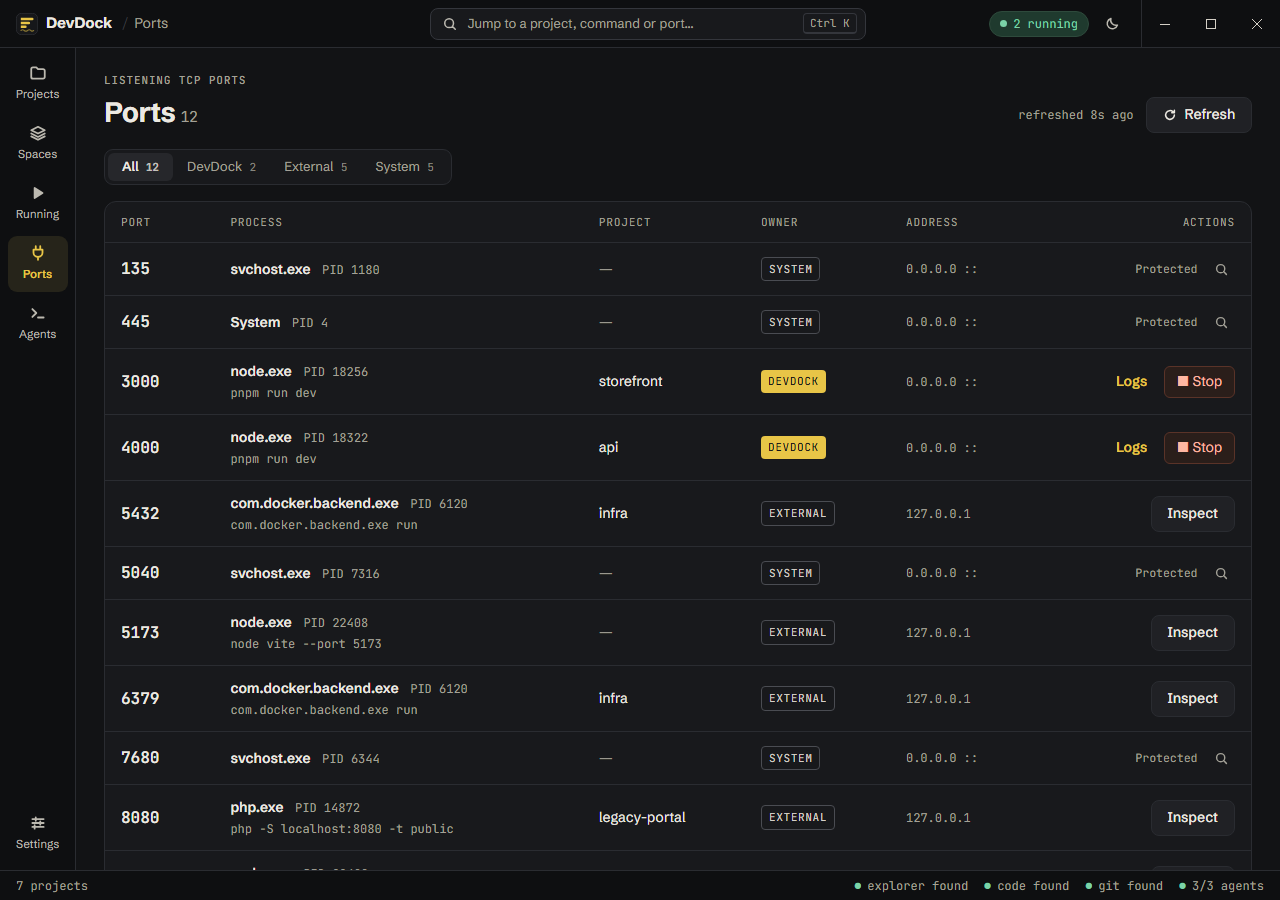 DevDock / Ports
Jump to a project, command or port...
Ctrl K
2 running
Projects
Spaces
Running
Ports
Agents
Settings
LISTENING TCP PORTS
Ports 12
refreshed 8s ago
Refresh
All 12 DevDock 2 External 5 System 5
PORT PROCESS PROJECT OWNER ADDRESS ACTIONS
135 svchost.exe PID 1180 — SYSTEM 0.0.0.0 :: Protected
445 System PID 4 — SYSTEM 0.0.0.0 :: Protected
3000 node.exe PID 18256 storefront DEVDOCK 0.0.0.0 :: Logs Stop
pnpm run dev
4000 node.exe PID 18322 api DEVDOCK 0.0.0.0 :: Logs Stop
pnpm run dev
5432 com.docker.backend.exe PID 6120 infra EXTERNAL 127.0.0.1 Inspect
com.docker.backend.exe run
5040 svchost.exe PID 7316 — SYSTEM 0.0.0.0 :: Protected
5173 node.exe PID 22408 — EXTERNAL 127.0.0.1 Inspect
node vite --port 5173
6379 com.docker.backend.exe PID 6120 infra EXTERNAL 127.0.0.1 Inspect
com.docker.backend.exe run
7680 svchost.exe PID 6344 — SYSTEM 0.0.0.0 :: Protected
8080 php.exe PID 14872 legacy-portal EXTERNAL 127.0.0.1 Inspect
php -S localhost:8080 -t public
7 projects
explorer found code found git found 3/3 agents